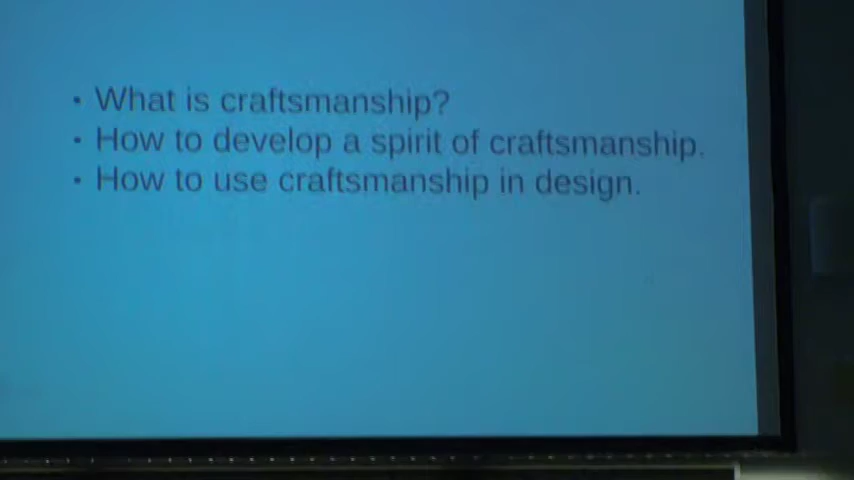 • What is craftsmanship?
• How to develop a spirit of craftsmanship.
• How to use craftsmanship in design.